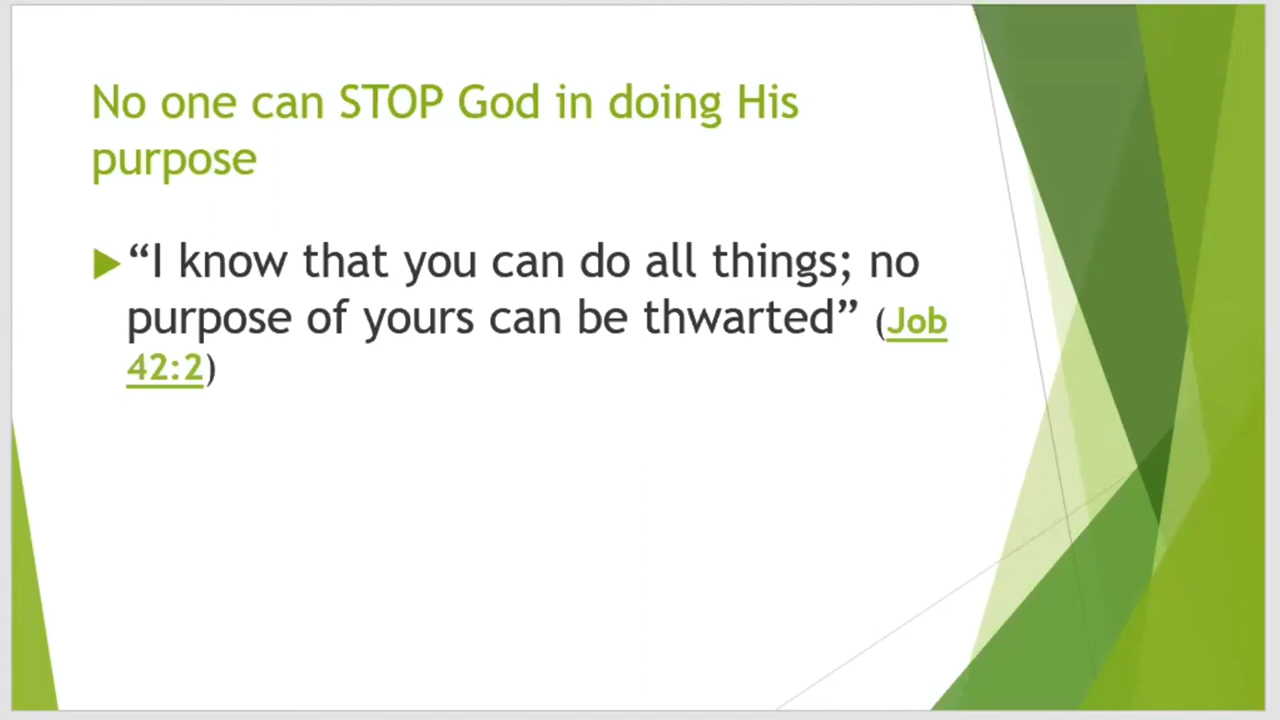 No one can STOP God in doing His
purpose
“I know that you can do all things; no
purpose of yours can be thwarted” (Job
42:2)